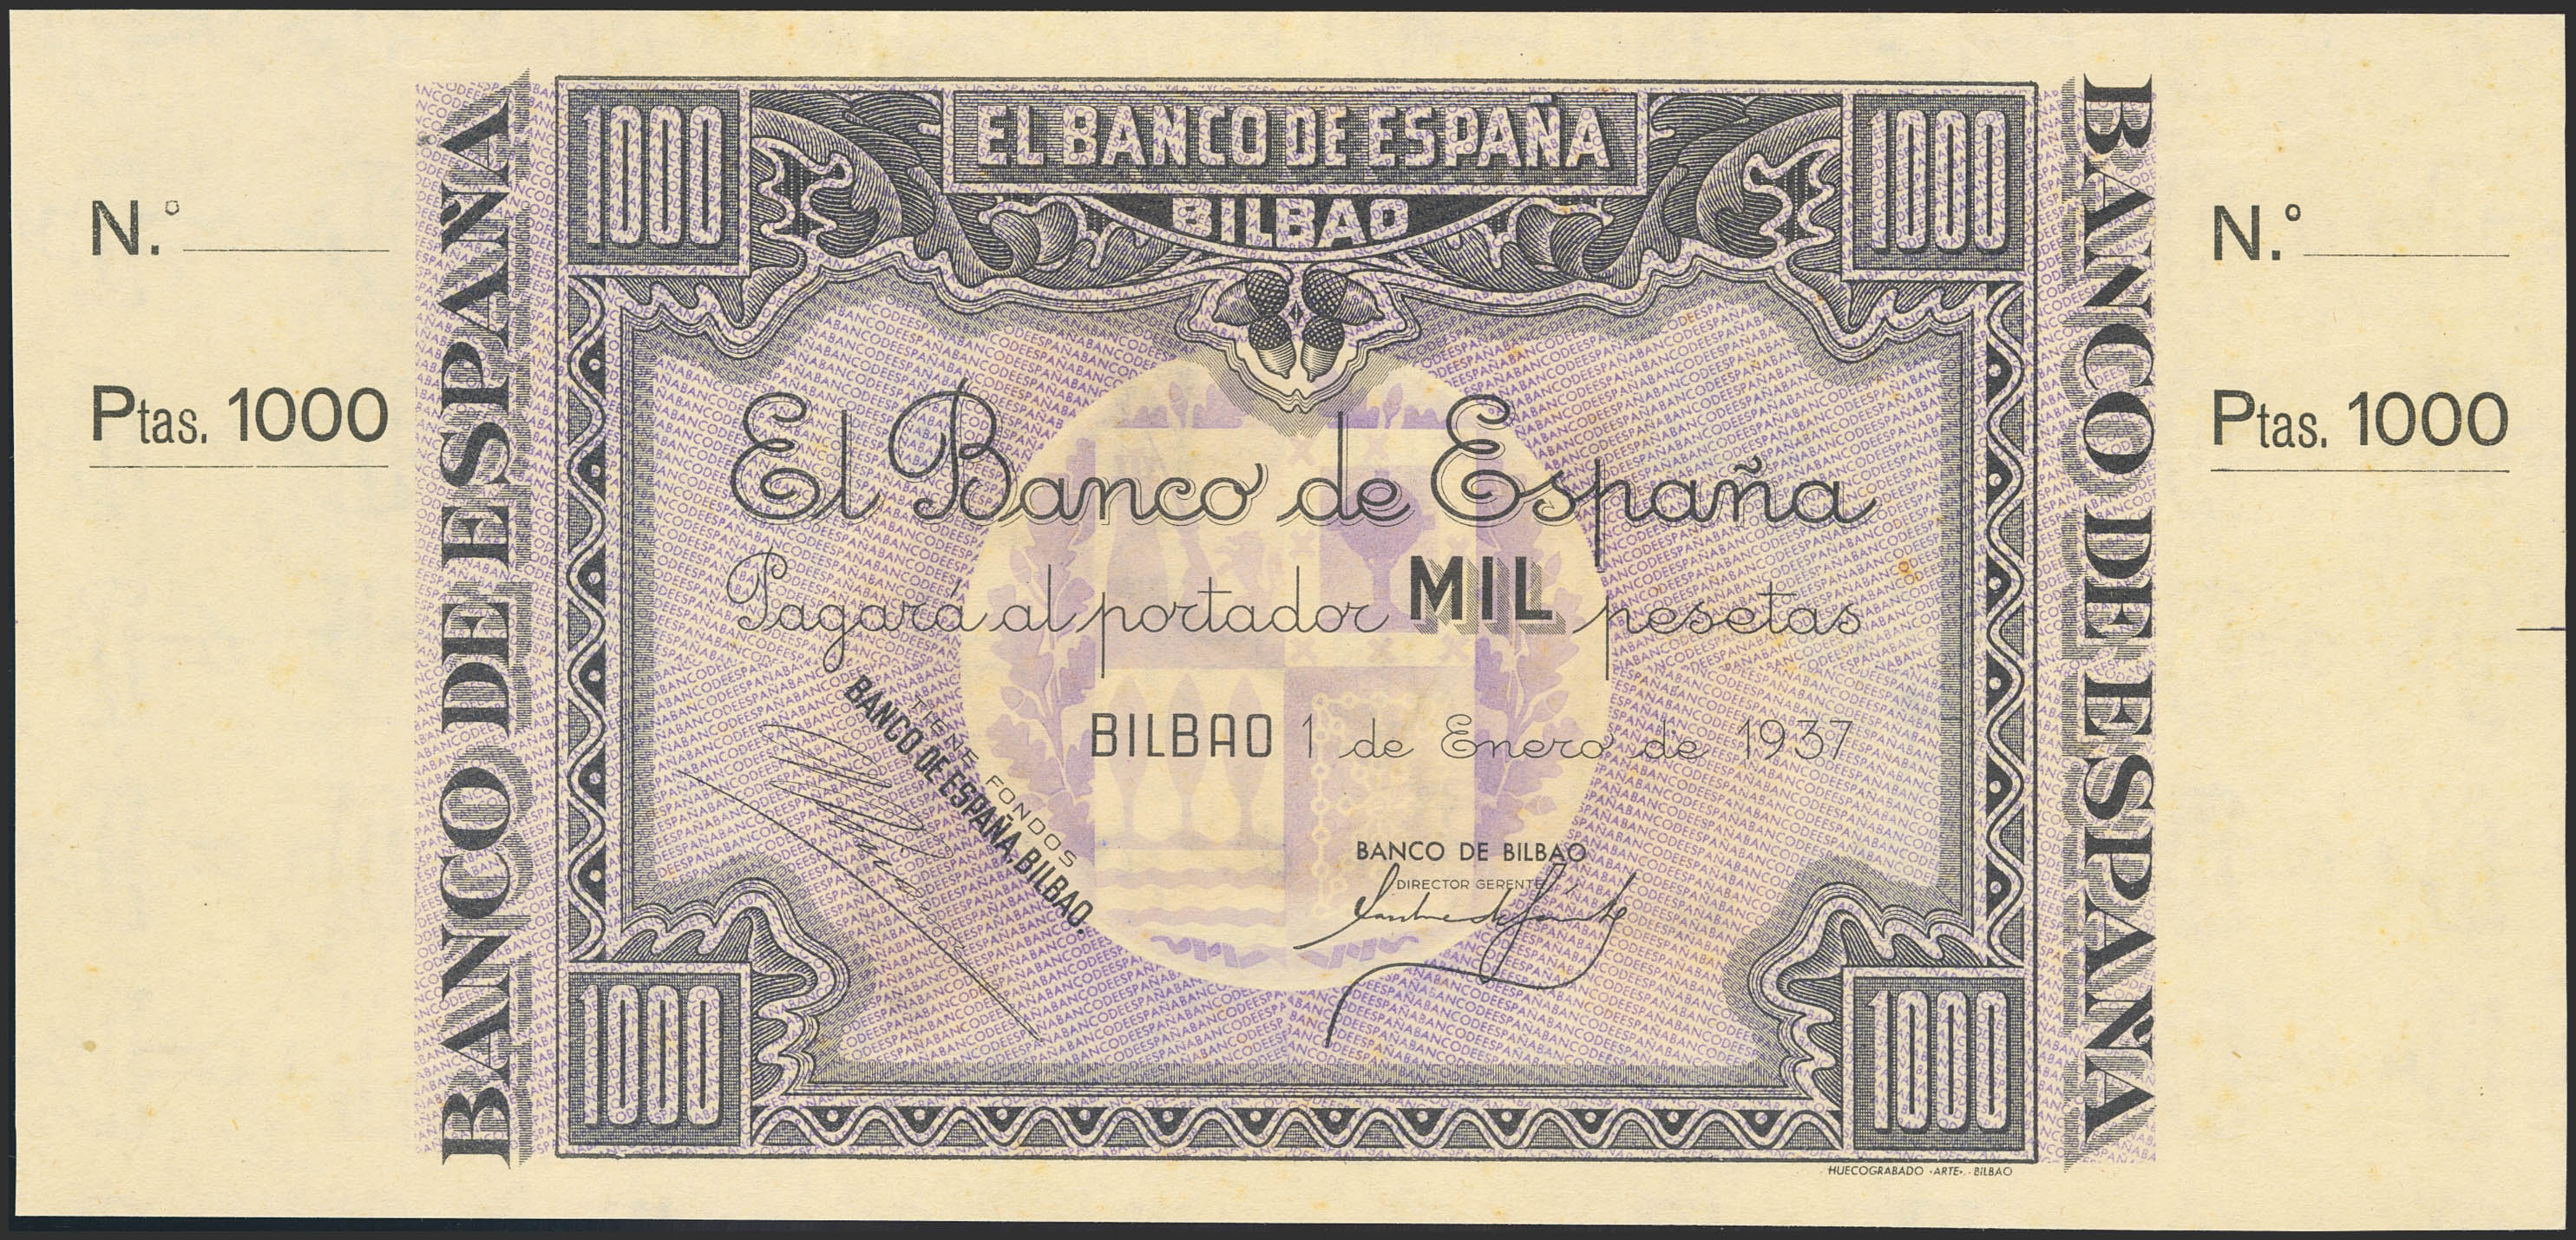 1000
EL BANCO DE ESPAÑA
1000
BILBAO
N.º
Ptas. 1000
BANCO DE ESPAÑA
El Banco de España
Pagará al portador MIL pesetas
BILBAO 1 de Enero de 1937
TIENE FONDOS
BANCO DE ESPAÑA, BILBAO.
BANCO DE BILBAO
DIRECTOR GERENTE
1000
1000
HUECOGRABADO -ARTE-. - BILBAO
BANCO DE ESPAÑA
N.º
Ptas. 1000